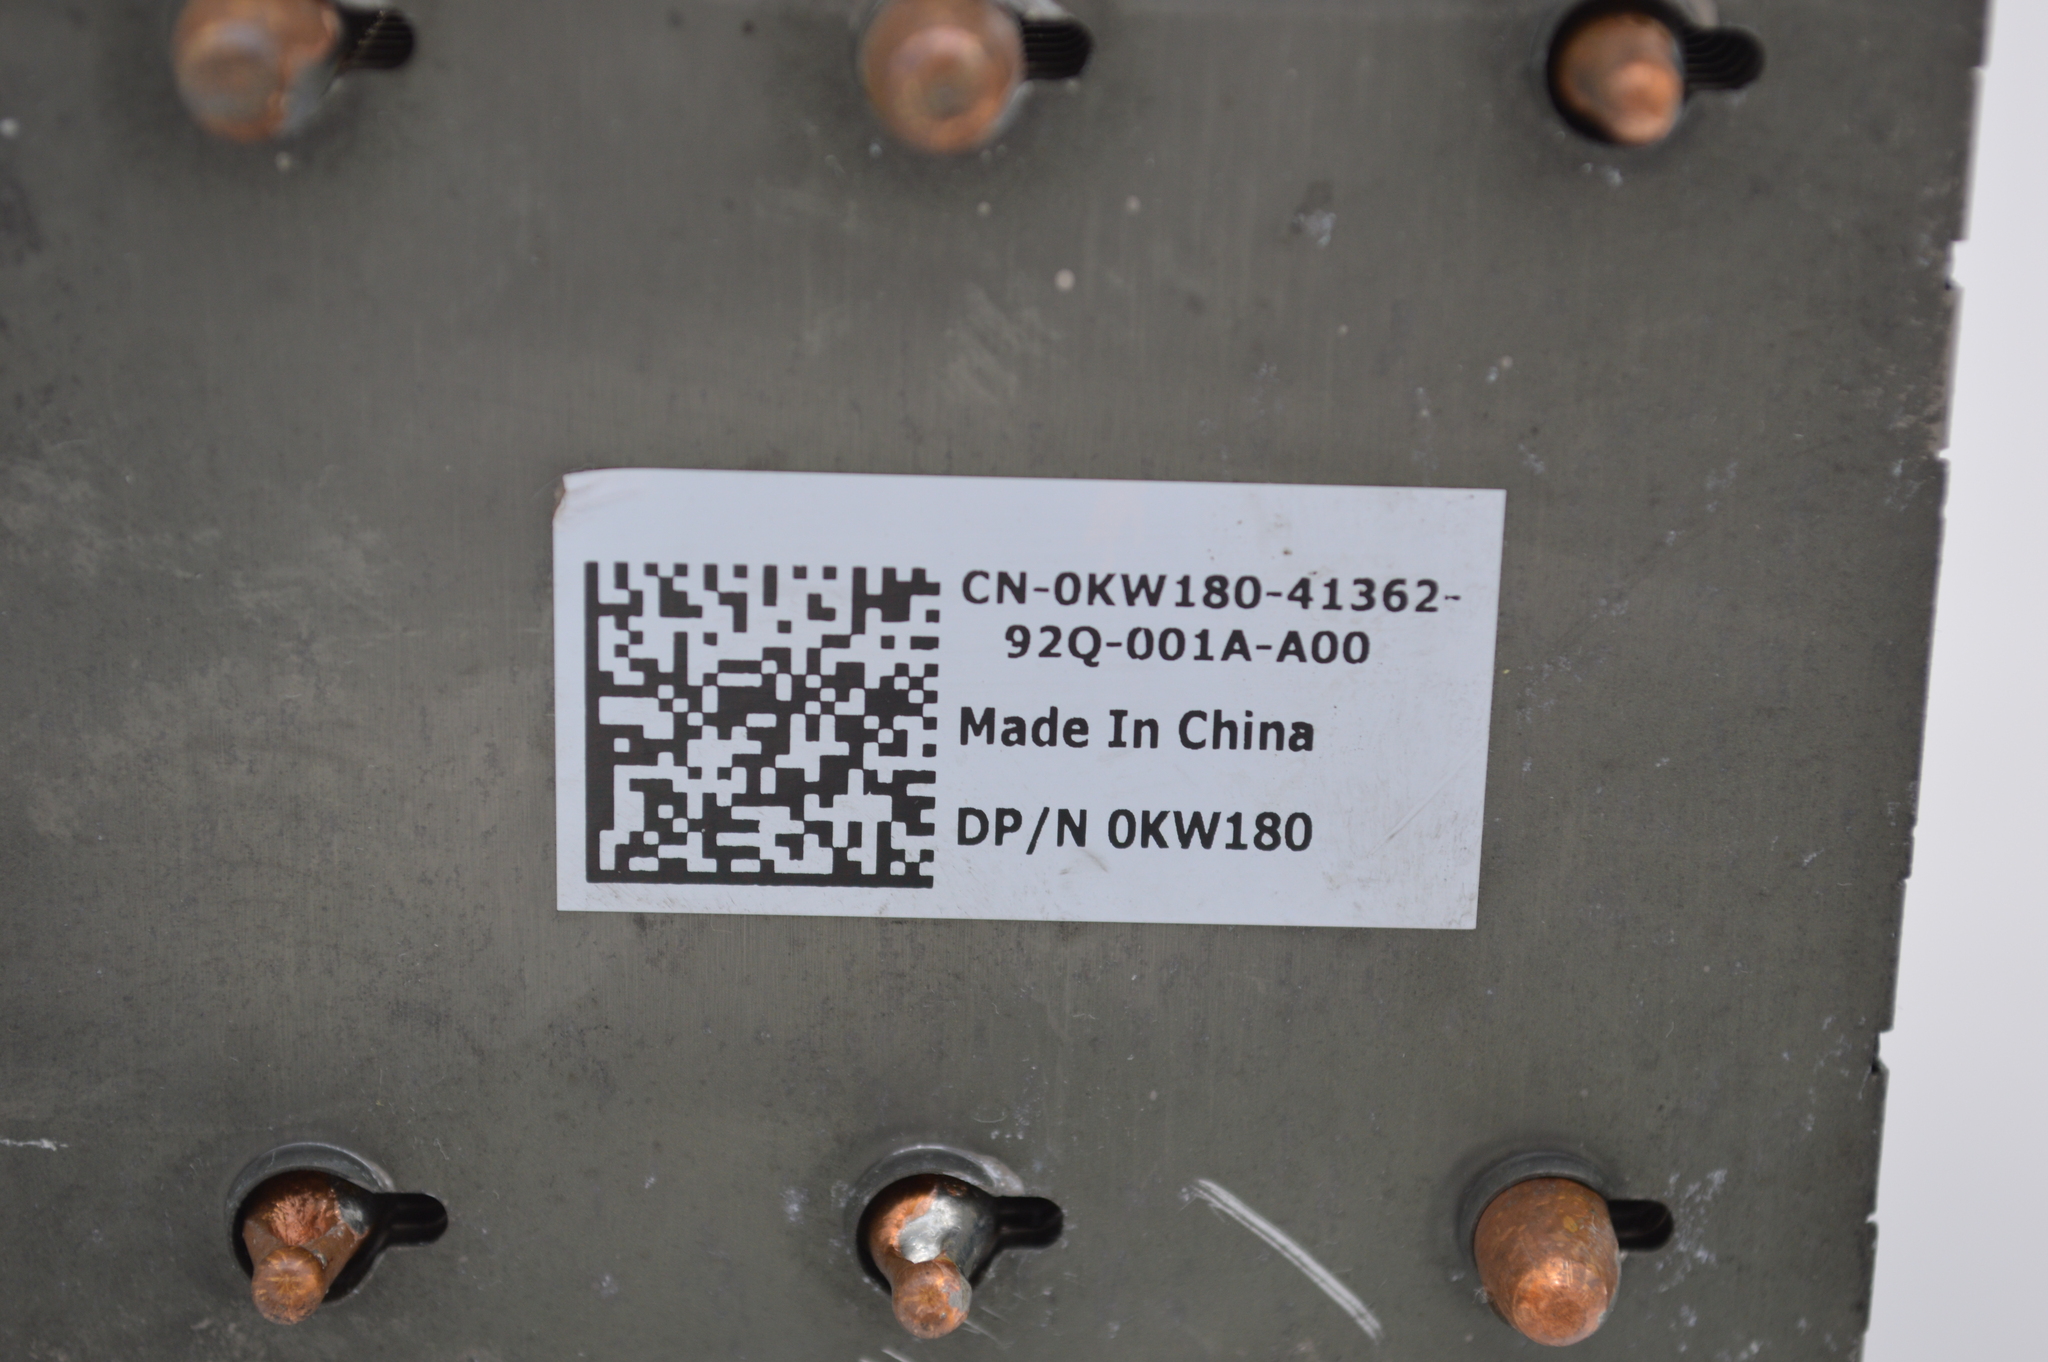 CN-0KW180-41362-
92Q-001A-A00
Made In China
DP/N 0KW180